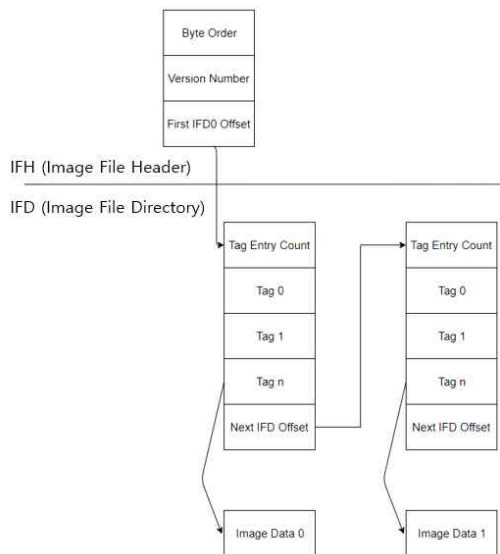 Byte Order
Version Number
First IFD0 Offset
IFH (Image File Header)
IFD (Image File Directory)
Tag Entry Count
Tag 0
Tag 1
Tag n
Next IFD Offset
Image Data 0
Tag Entry Count
Tag 0
Tag 1
Tag n
Next IFD Offset
Image Data 1